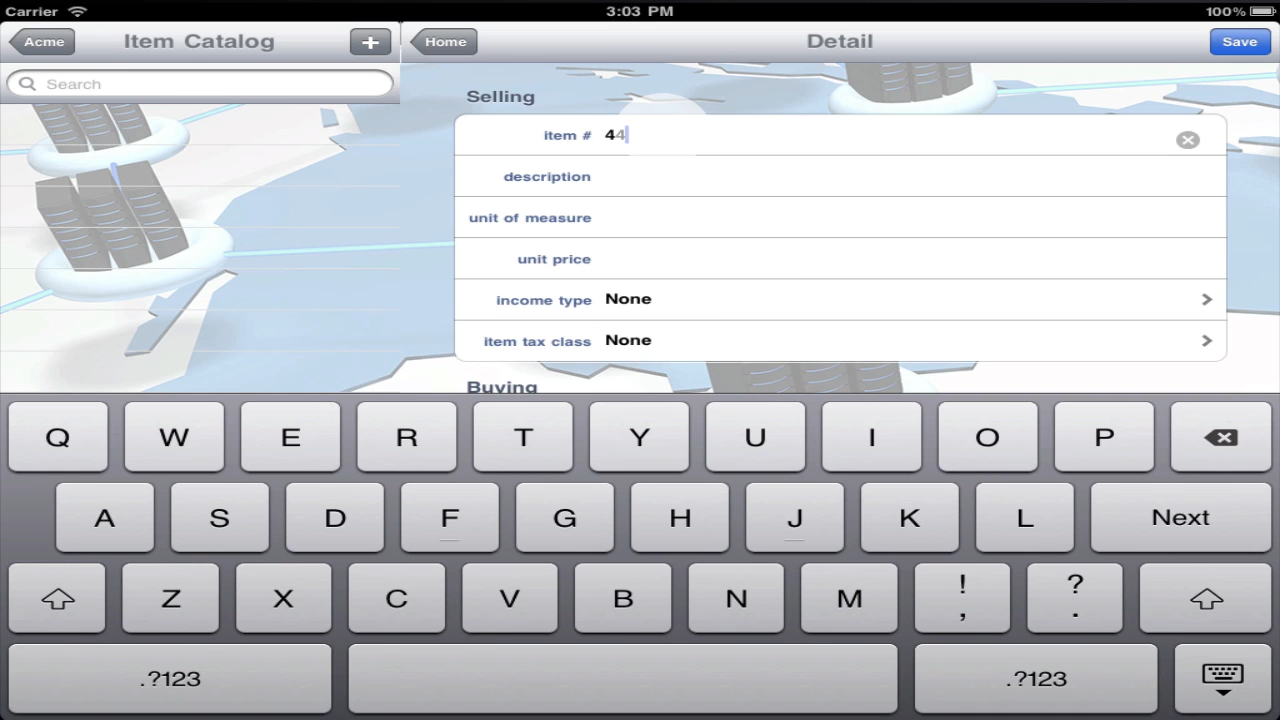 Carrier 3:03 PM 100%
Acme Item Catalog +
Home Detail Save
Search
Selling
item # 44
description
unit of measure
unit price
income type None
item tax class None
Buying
Q W E R T Y U I O P
A S D F G H J K L Next
Z X C V B N M ! , ? .
.?123 .?123